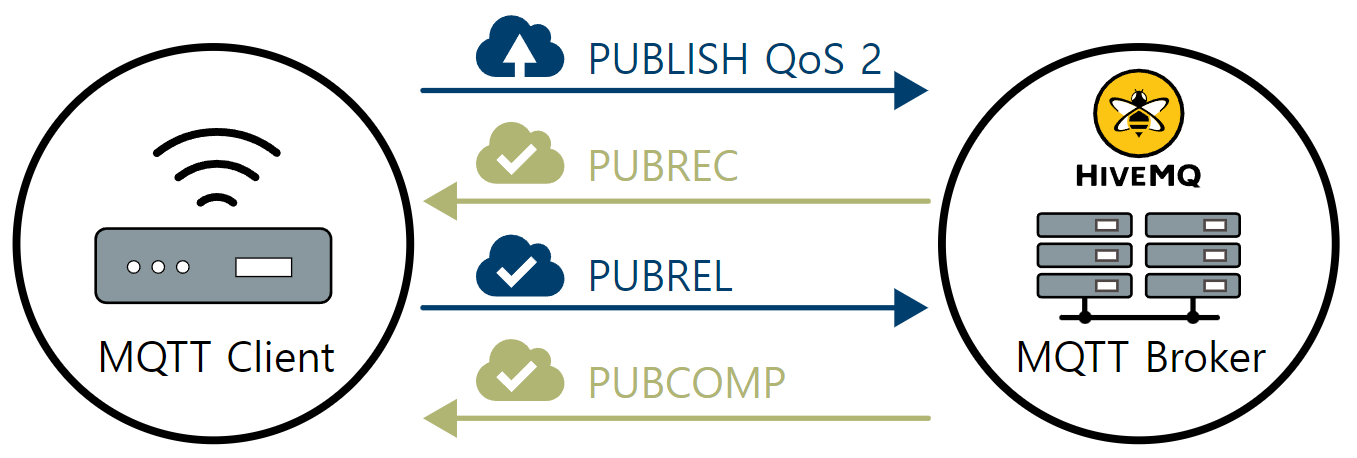 PUBLISH QoS 2
PUBREC
PUBREL
PUBCOMP
MQTT Client
HIVEMQ
MQTT Broker